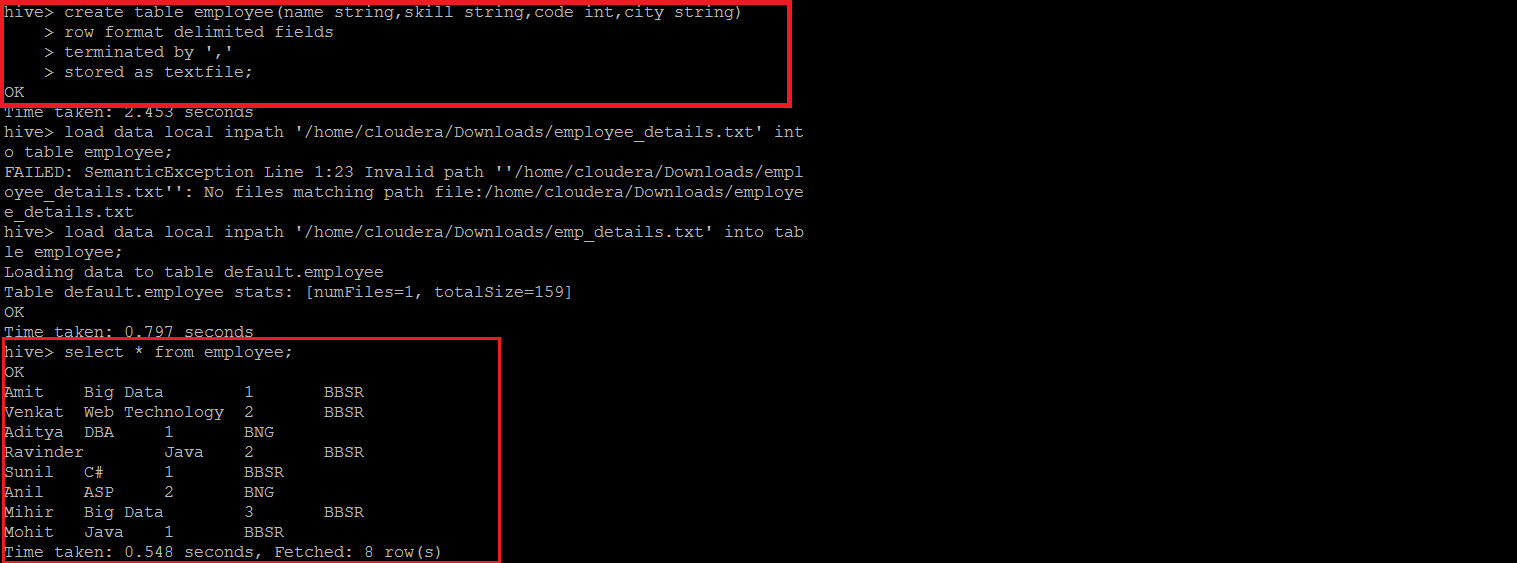 hive> create table employee(name string,skill string,code int,city string)
    > row format delimited fields
    > terminated by ','
    > stored as textfile;
OK
Time taken: 2.453 seconds
hive> load data local inpath '/home/cloudera/Downloads/employee_details.txt' int
o table employee;
FAILED: SemanticException Line 1:23 Invalid path ''/home/cloudera/Downloads/empl
oyee_details.txt'': No files matching path file:/home/cloudera/Downloads/employe
e_details.txt
hive> load data local inpath '/home/cloudera/Downloads/emp_details.txt' into tab
le employee;
Loading data to table default.employee
Table default.employee stats: [numFiles=1, totalSize=159]
OK
Time taken: 0.797 seconds
hive> select * from employee;
OK
Amit    Big Data        1       BBSR
Venkat  Web Technology  2       BBSR
Aditya  DBA     1       BNG
Ravinder        Java    2       BBSR
Sunil   C#      1       BBSR
Anil    ASP     2       BNG
Mihir   Big Data        3       BBSR
Mohit   Java    1       BBSR
Time taken: 0.548 seconds, Fetched: 8 row(s)